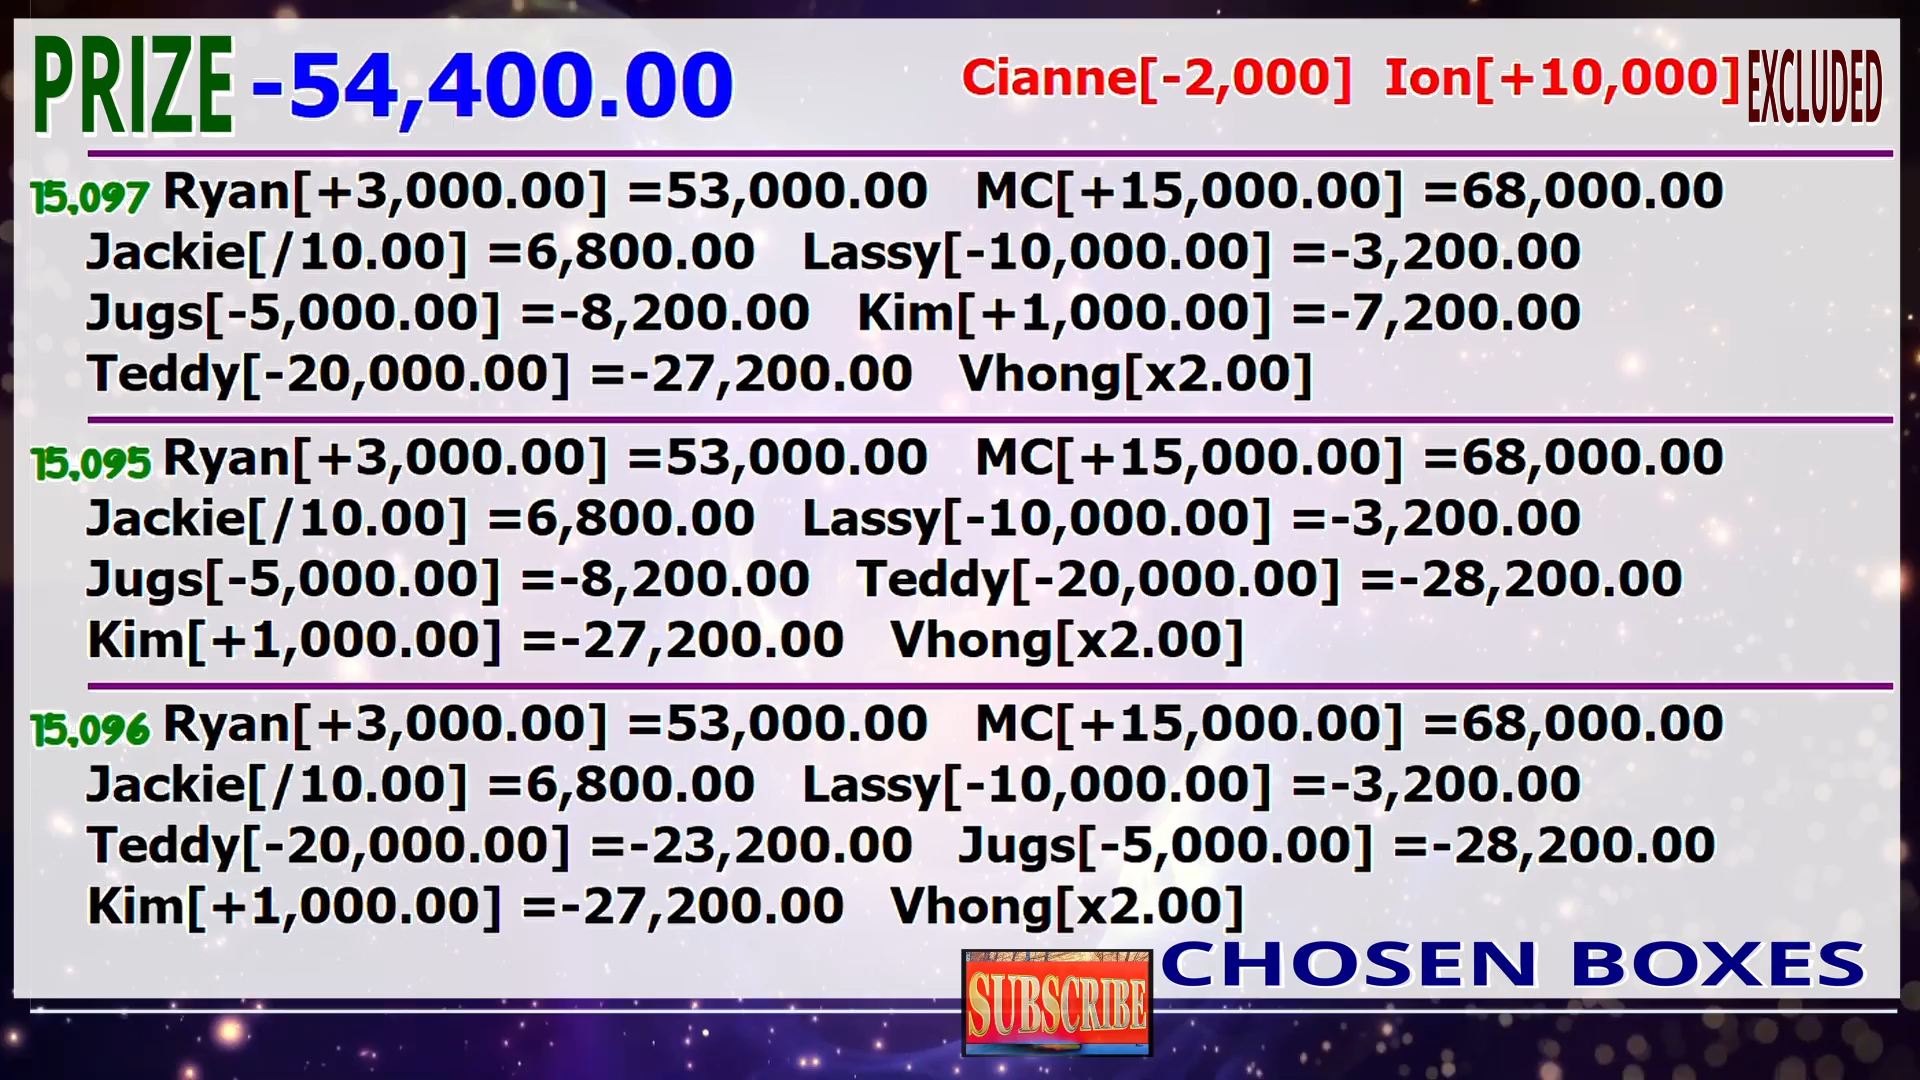 PRIZE -54,400.00 Cianne[-2,000] Ion[+10,000] EXCLUDED
15,097 Ryan[+3,000.00] =53,000.00 MC[+15,000.00] =68,000.00
Jackie[/10.00] =6,800.00 Lassy[-10,000.00] =-3,200.00
Jugs[-5,000.00] =-8,200.00 Kim[+1,000.00] =-7,200.00
Teddy[-20,000.00] =-27,200.00 Vhong[x2.00]
15,095 Ryan[+3,000.00] =53,000.00 MC[+15,000.00] =68,000.00
Jackie[/10.00] =6,800.00 Lassy[-10,000.00] =-3,200.00
Jugs[-5,000.00] =-8,200.00 Teddy[-20,000.00] =-28,200.00
Kim[+1,000.00] =-27,200.00 Vhong[x2.00]
15,096 Ryan[+3,000.00] =53,000.00 MC[+15,000.00] =68,000.00
Jackie[/10.00] =6,800.00 Lassy[-10,000.00] =-3,200.00
Teddy[-20,000.00] =-23,200.00 Jugs[-5,000.00] =-28,200.00
Kim[+1,000.00] =-27,200.00 Vhong[x2.00]
CHOSEN BOXES
SUBSCRIBE